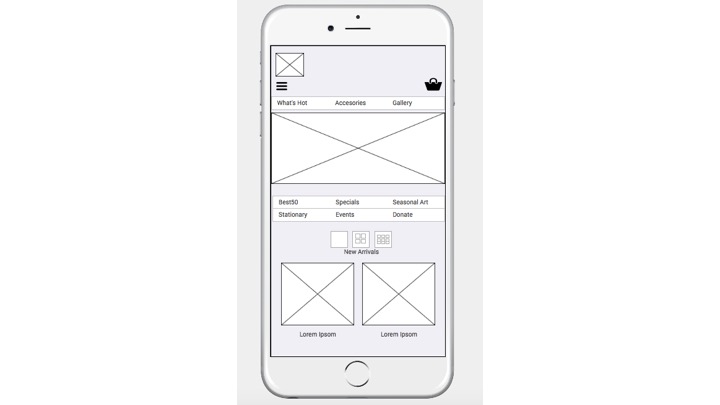 What's Hot Accesories Gallery
Best50 Specials Seasonal Art
Stationary Events Donate
New Arrivals
Lorem Ipsom Lorem Ipsom